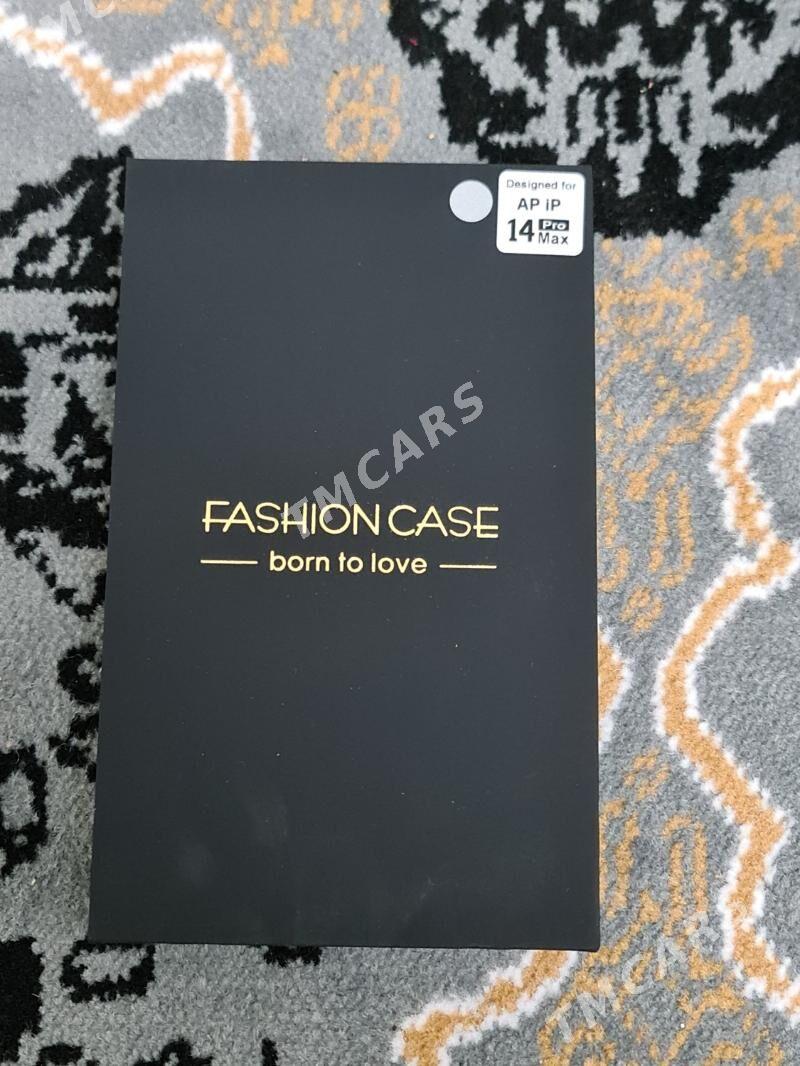 Designed for
AP iP
14 Pro Max
FASHION CASE
born to love
TMCARS
TMCARS